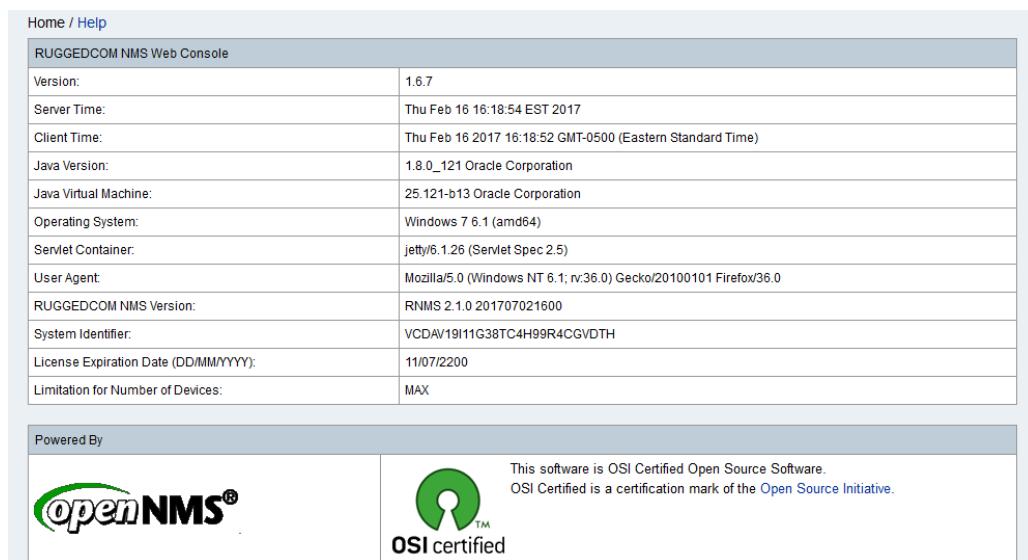 Home / Help
RUGGEDCOM NMS Web Console
Version: 1.6.7
Server Time: Thu Feb 16 16:18:54 EST 2017
Client Time: Thu Feb 16 2017 16:18:52 GMT-0500 (Eastern Standard Time)
Java Version: 1.8.0_121 Oracle Corporation
Java Virtual Machine: 25.121-b13 Oracle Corporation
Operating System: Windows 7 6.1 (amd64)
Servlet Container: jetty/6.1.26 (Servlet Spec 2.5)
User Agent: Mozilla/5.0 (Windows NT 6.1; rv:36.0) Gecko/20100101 Firefox/36.0
RUGGEDCOM NMS Version: RNMS 2.1.0 201707021600
System Identifier: VCDAV19I11G38TC4H99R4CGVDTH
License Expiration Date (DD/MM/YYYY): 11/07/2200
Limitation for Number of Devices: MAX
Powered By
openNMS®
This software is OSI Certified Open Source Software.
OSI Certified is a certification mark of the Open Source Initiative.
TM
OSI certified